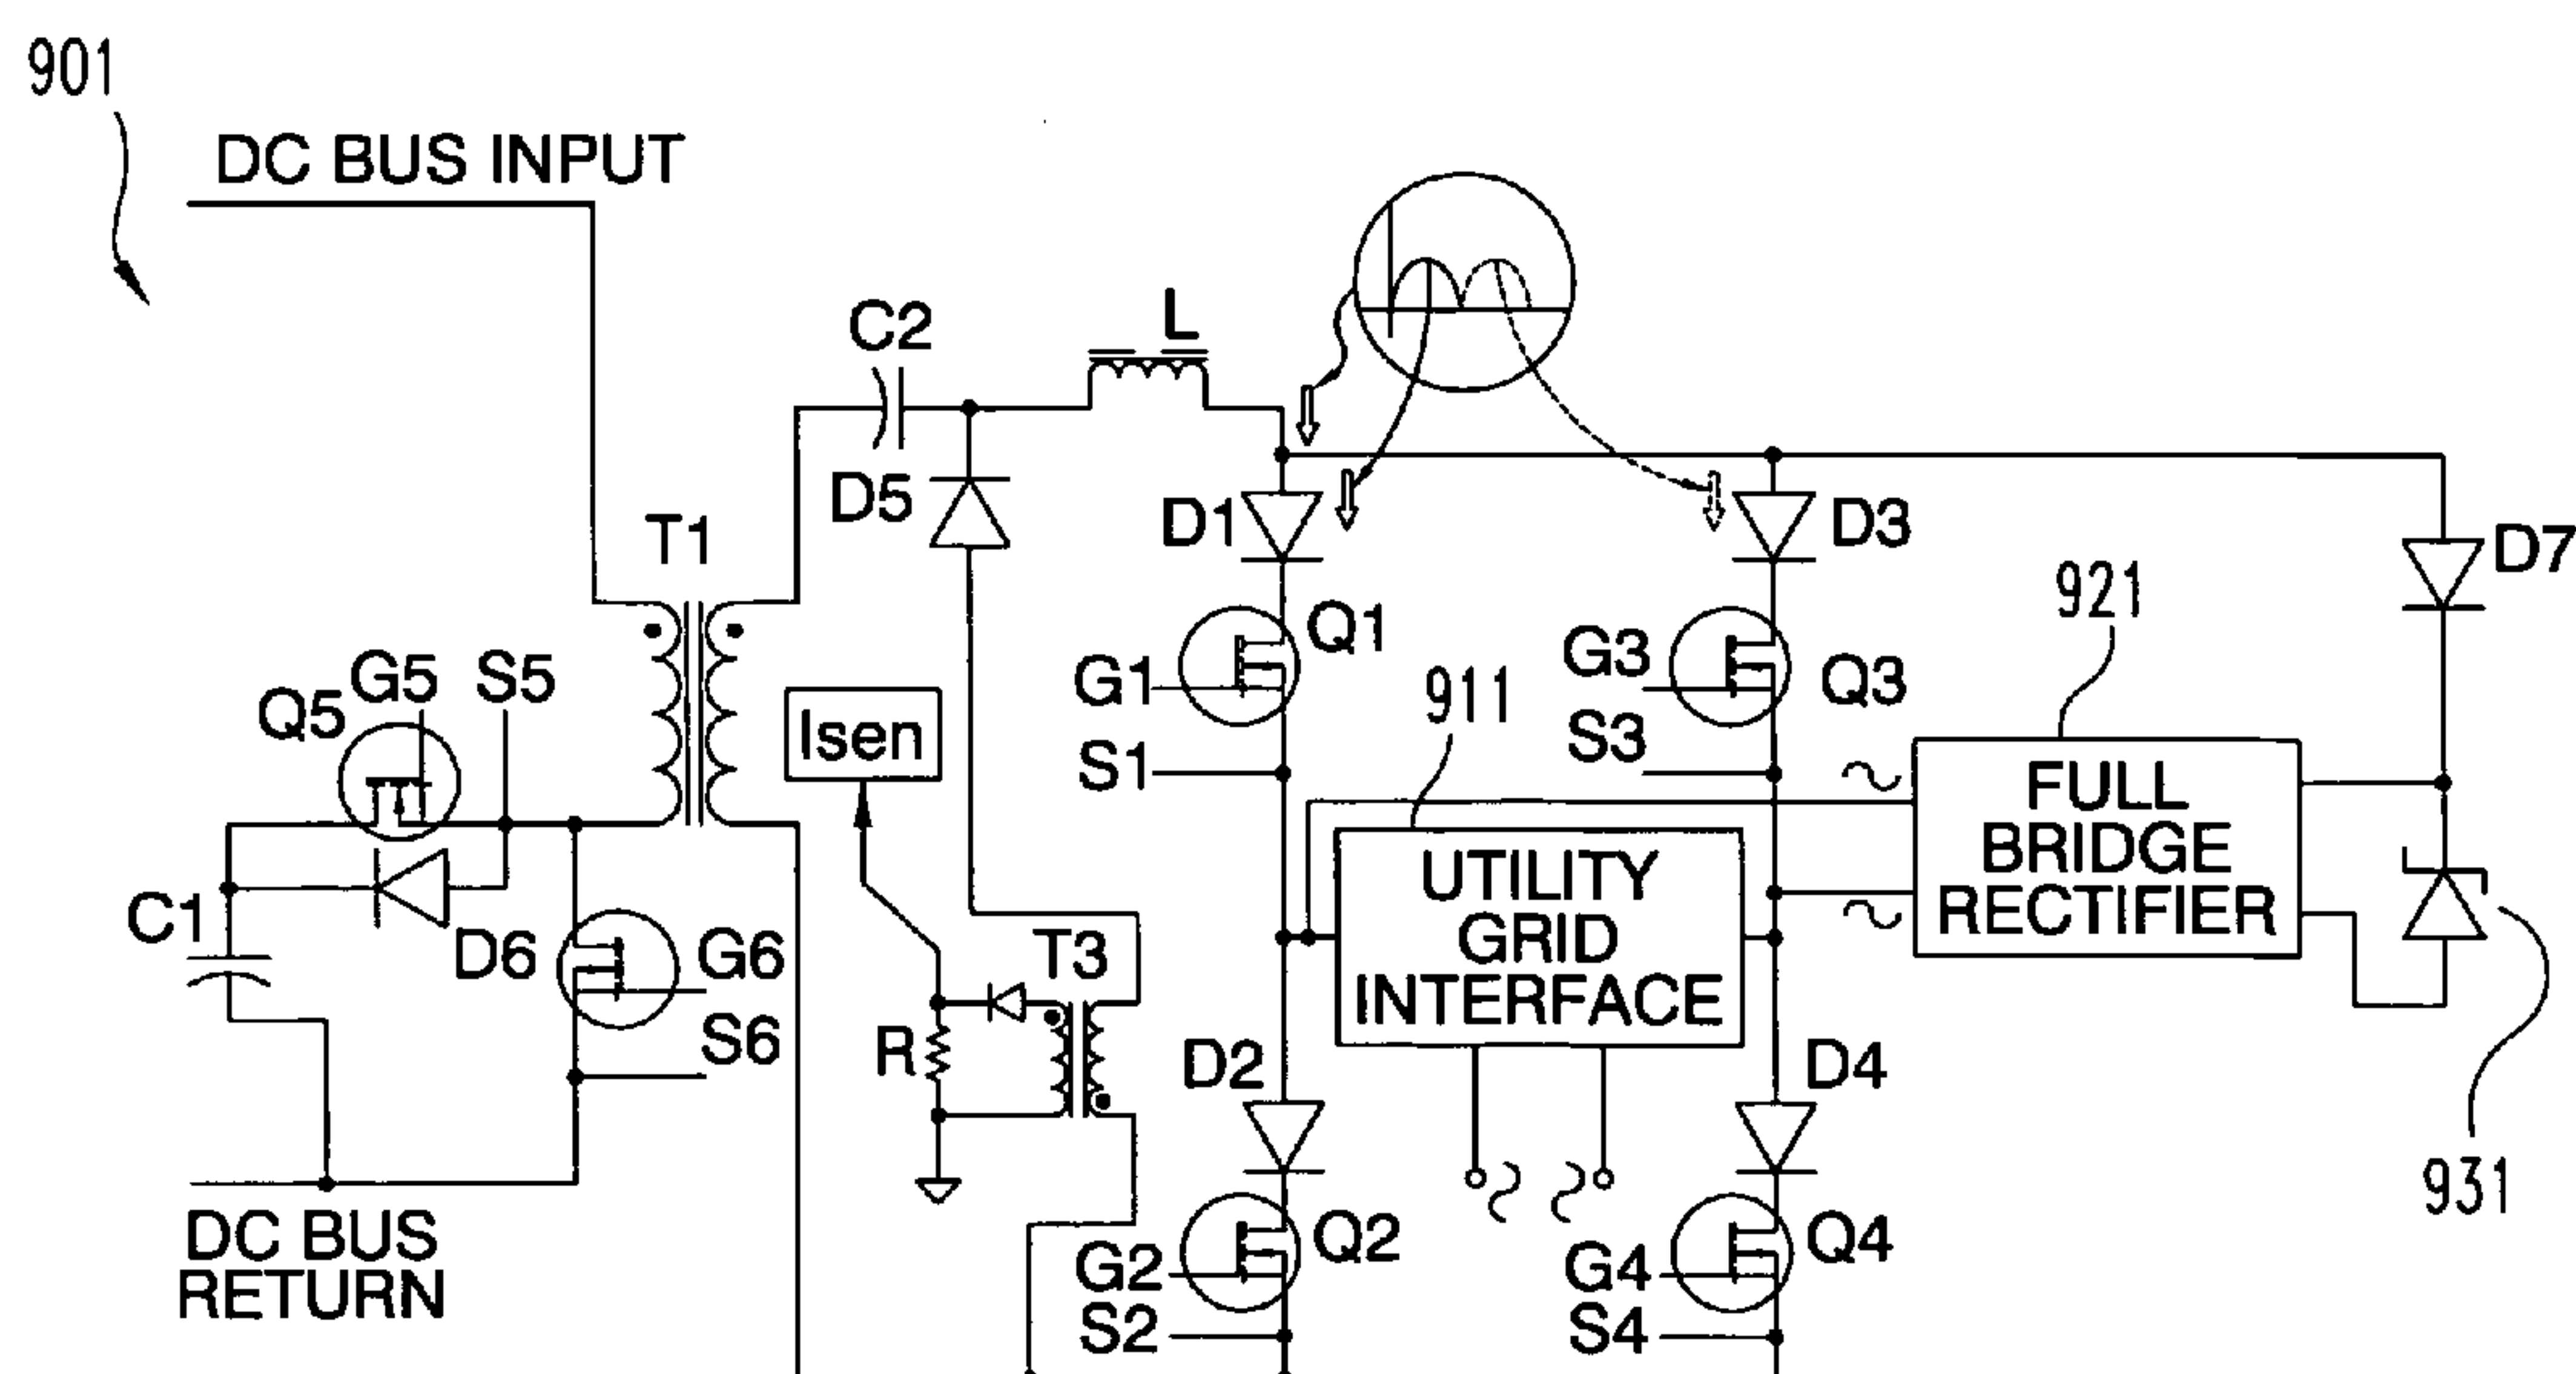 901
DC BUS INPUT
C2
L
D5
D1
D3
D7
T1
921
Q1
G5
S5
Q5
G1
G3
Q3
911
Isen
S1
S3
FULL
BRIDGE
RECTIFIER
UTILITY
GRID
INTERFACE
C1
D6
G6
T3
S6
R
D2
D4
931
DC BUS
RETURN
Q2
Q4
G2
G4
S2
S4